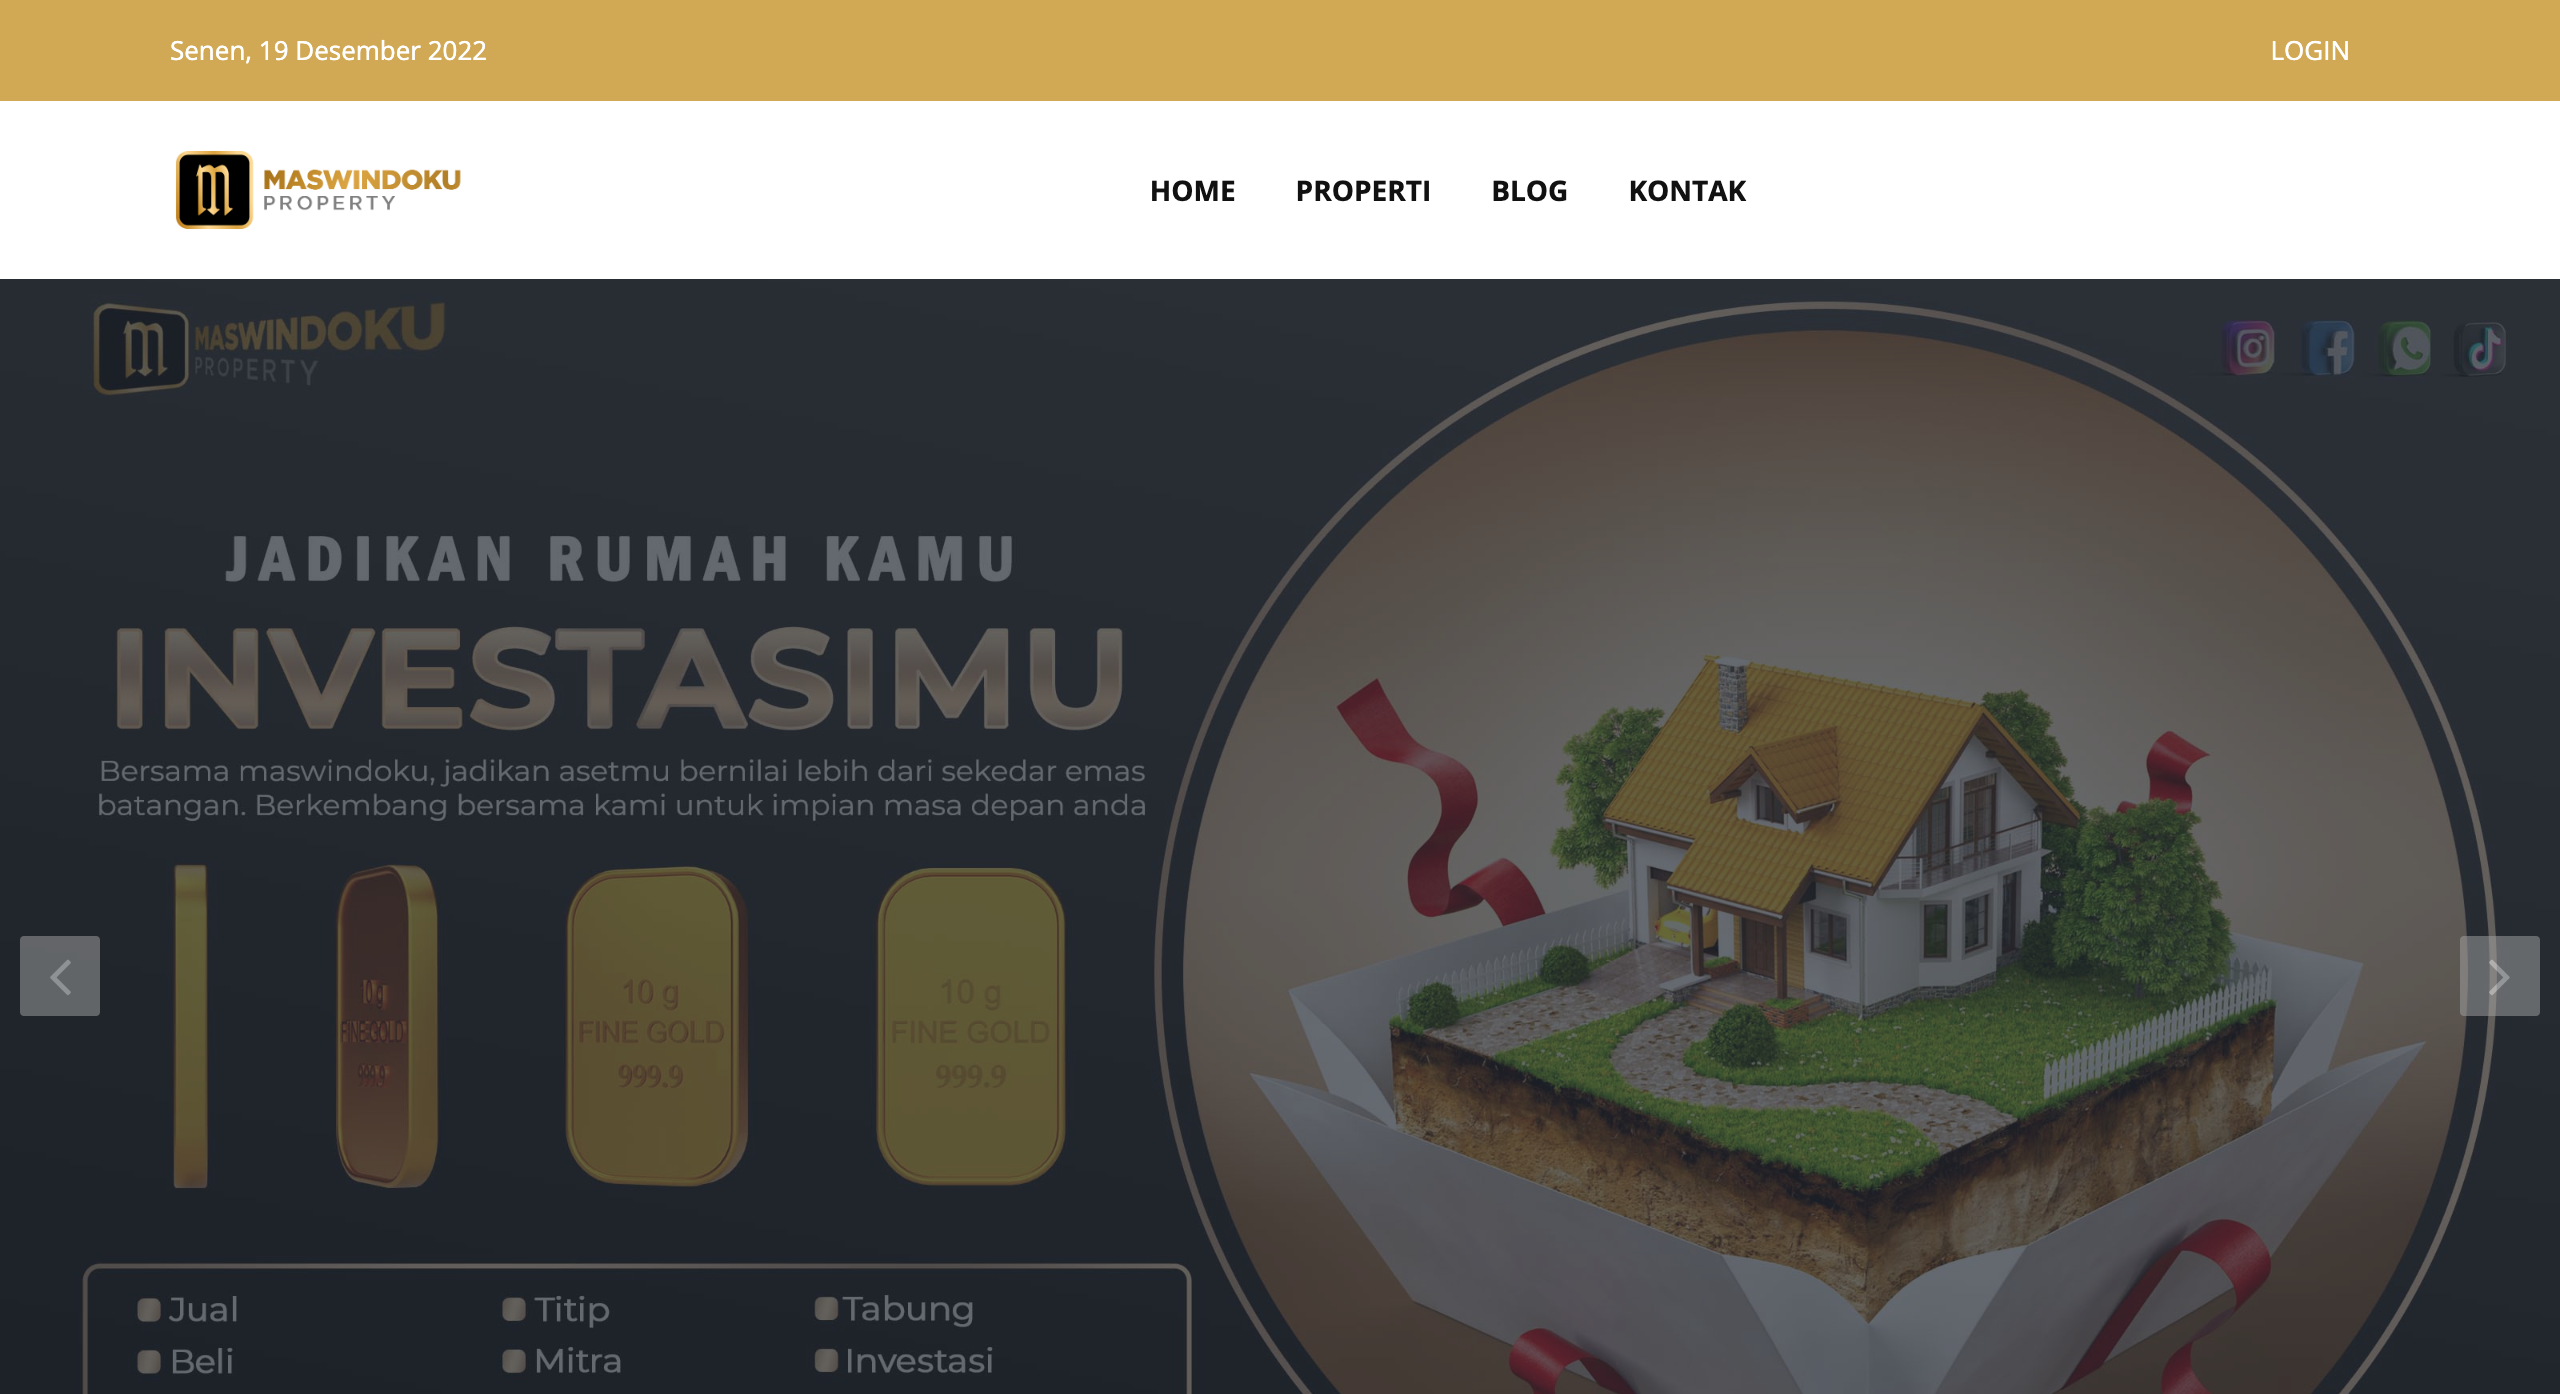 Senen, 19 Desember 2022
LOGIN
MASWINDOKU
PROPERTY
HOME
PROPERTI
BLOG
KONTAK
MASWINDOKU
PROPERTY
JADIKAN RUMAH KAMU
INVESTASIMU
Bersama maswindoku, jadikan asetmu bernilai lebih dari sekedar emas
batangan. Berkembang bersama kami untuk impian masa depan anda
10 g
FINE GOLD
999.9
10 g
FINE GOLD
999.9
10 g
FINE GOLD
999.9
Jual
Titip
Tabung
Beli
Mitra
Investasi